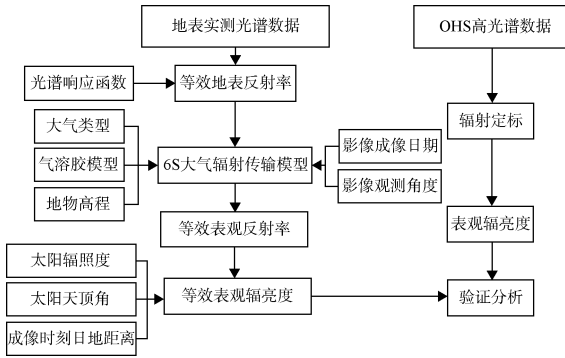 地表实测光谱数据
OHS高光谱数据
光谱响应函数
等效地表反射率
大气类型
气溶胶模型
地物高程
6S大气辐射传输模型
影像成像日期
影像观测角度
辐射定标
等效表观反射率
表观辐亮度
太阳辐照度
太阳天顶角
成像时刻日地距离
等效表观辐亮度
验证分析